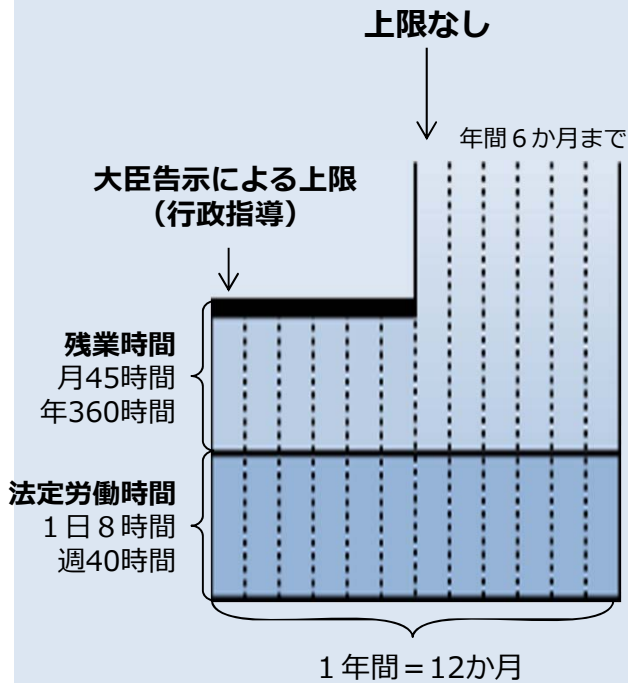 上限なし
年間６か月まで
大臣告示による上限
（行政指導）
残業時間
月45時間
年360時間
法定労働時間
１日８時間
週40時間
１年間＝12か月